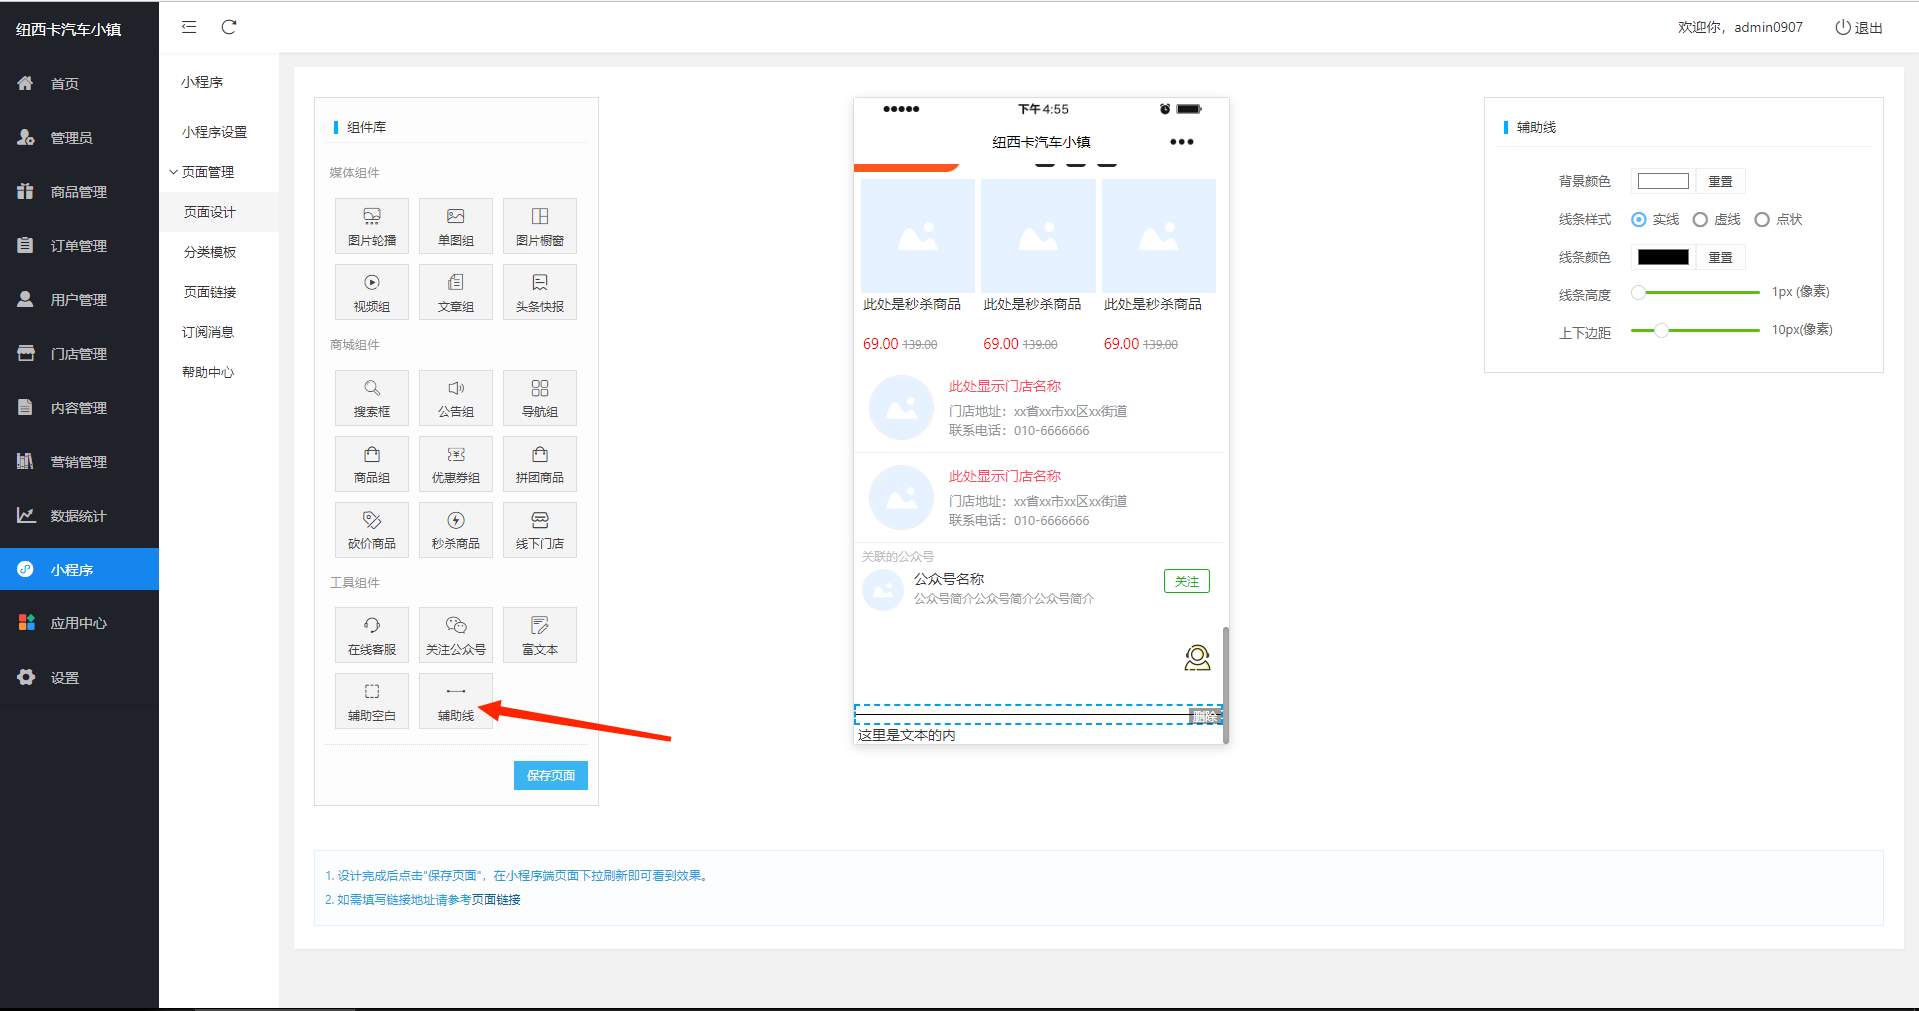 纽西卡汽车小镇
欢迎你，admin0907
退出
首页
管理员
商品管理
订单管理
用户管理
门店管理
内容管理
营销管理
数据统计
小程序
应用中心
设置
小程序
小程序设置
页面管理
页面设计
分类模板
页面链接
订阅消息
帮助中心
组件库
媒体组件
图片轮播
单图组
图片橱窗
视频组
文章组
头条快报
商城组件
搜索框
公告组
导航组
商品组
优惠券组
拼团商品
砍价商品
秒杀商品
线下门店
工具组件
在线客服
关注公众号
富文本
辅助空白
辅助线
保存页面
下午4:55
纽西卡汽车小镇
此处是秒杀商品 此处是秒杀商品 此处是秒杀商品
69.00 139.00 69.00 139.00 69.00 139.00
此处显示门店名称
门店地址：xx省xx市xx区xx街道
联系电话：010-6666666
此处显示门店名称
门店地址：xx省xx市xx区xx街道
联系电话：010-6666666
关联的公众号
公众号名称
关注
公众号简介公众号简介公众号简介
删除
这里是文本的内
辅助线
背景颜色 重置
线条样式 实线 虚线 点状
线条颜色 重置
线条高度 1px (像素)
上下边距 10px(像素)
1. 设计完成后点击"保存页面"，在小程序端页面下拉刷新即可看到效果。
2. 如需填写链接地址请参考页面链接